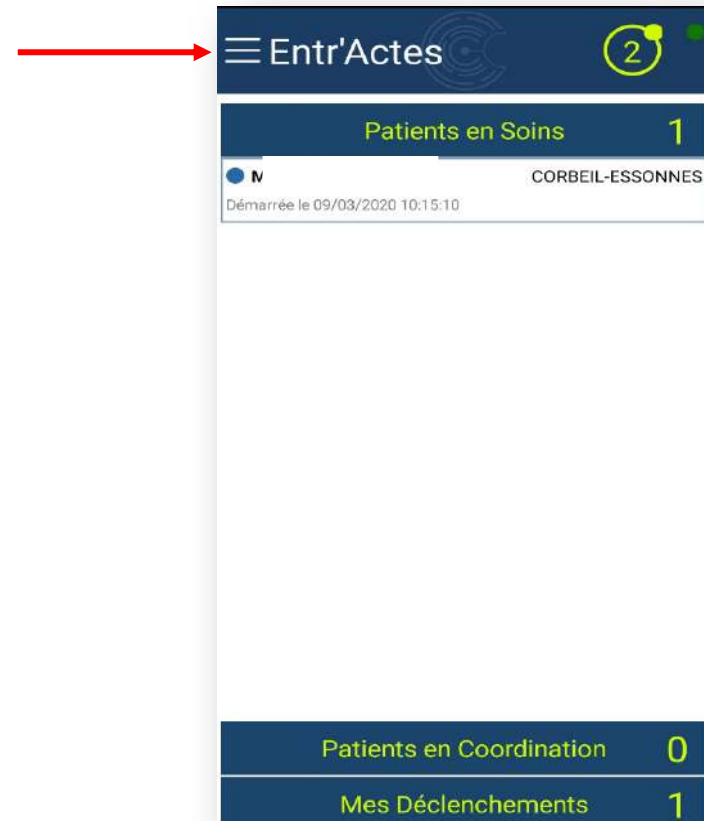 Entr'Actes
2
Patients en Soins 1
CORBEIL-ESSONNES
Démarrée le 09/03/2020 10:15:10
Patients en Coordination 0
Mes Déclenchements 1